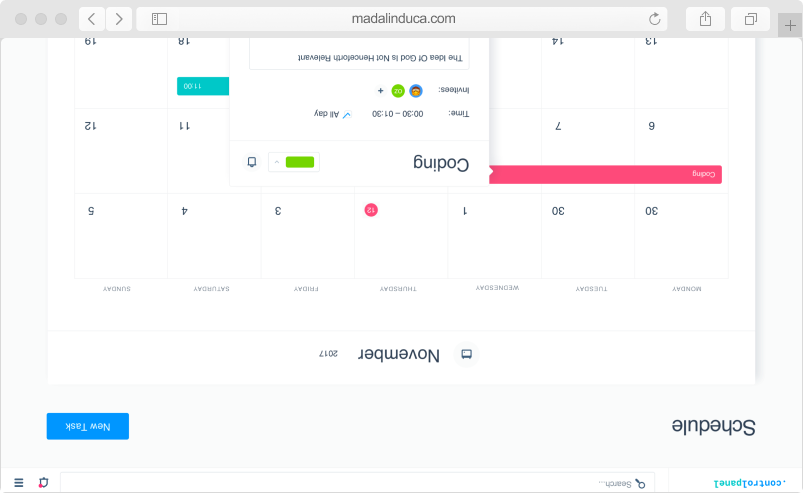 madalinduca.com
.controlpanel
Search...
Schedule
New Task
November 2017
MONDAY TUESDAY WEDNESDAY THURSDAY FRIDAY SATURDAY SUNDAY
30 30 1 12 3 4 5
Coding
Coding
Time: 00:30 – 01:30 All day
Invitees: OZ +
The Idea Of God Is Not Henceforth Relevant
6 7 11 12
11:00
13 14 18 19